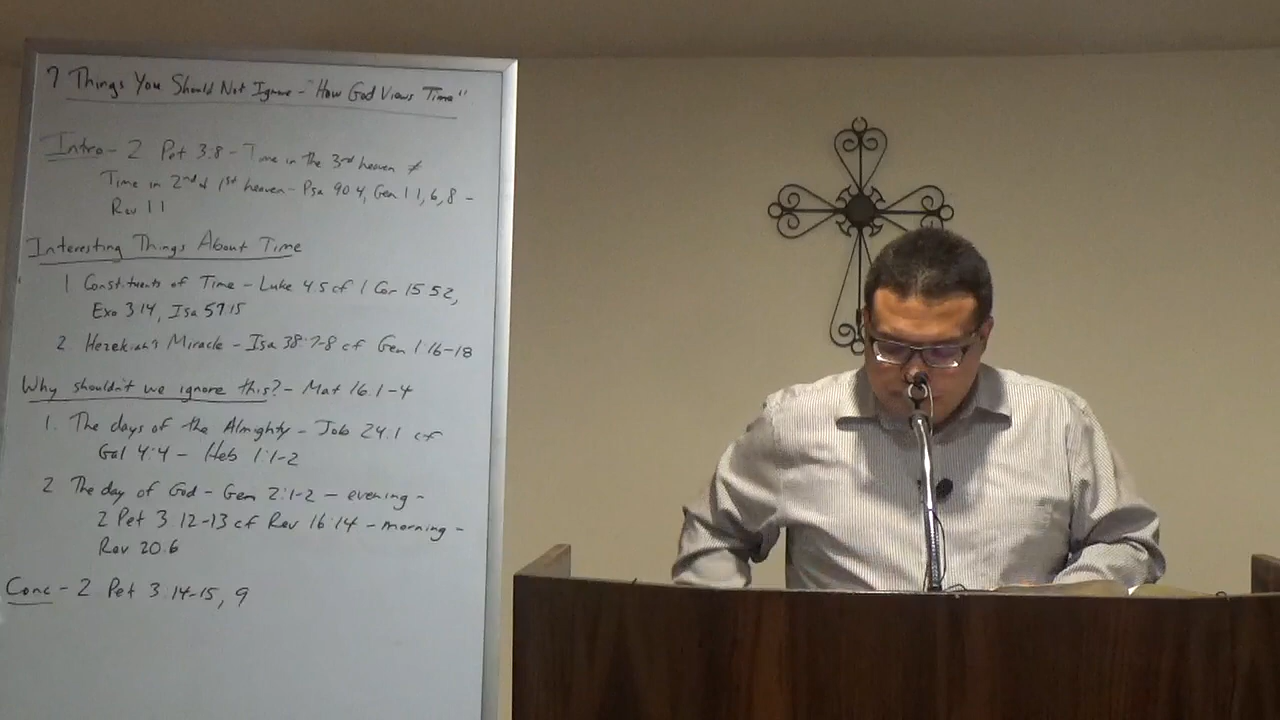 7 Things You Should Not Ignore - "How God Views Time"
Intro - 2 Pet 3:8 - Time in the 3rd heaven ≠
Time in 2nd & 1st heaven - Psa 90 4, Gen 1 1, 6, 8 -
Rev 1 1
Interesting Things About Time
1 Constituents of Time - Luke 4 5 cf 1 Cor 15:52,
Exo 3:14, Isa 57:15
2. Hezekiah's Miracle - Isa 38:7-8 cf Gen 1:16-18
Why shouldn't we ignore this? - Mat 16:1-4
1. The days of the Almighty - Job 24:1 cf
Gal 4:4 - Heb 1:1-2
2 The day of God - Gen 2:1-2 - evening -
2 Pet 3:12-13 cf Rev 16:14 - morning -
Rev 20:6
Conc - 2 Pet 3:14-15, 9